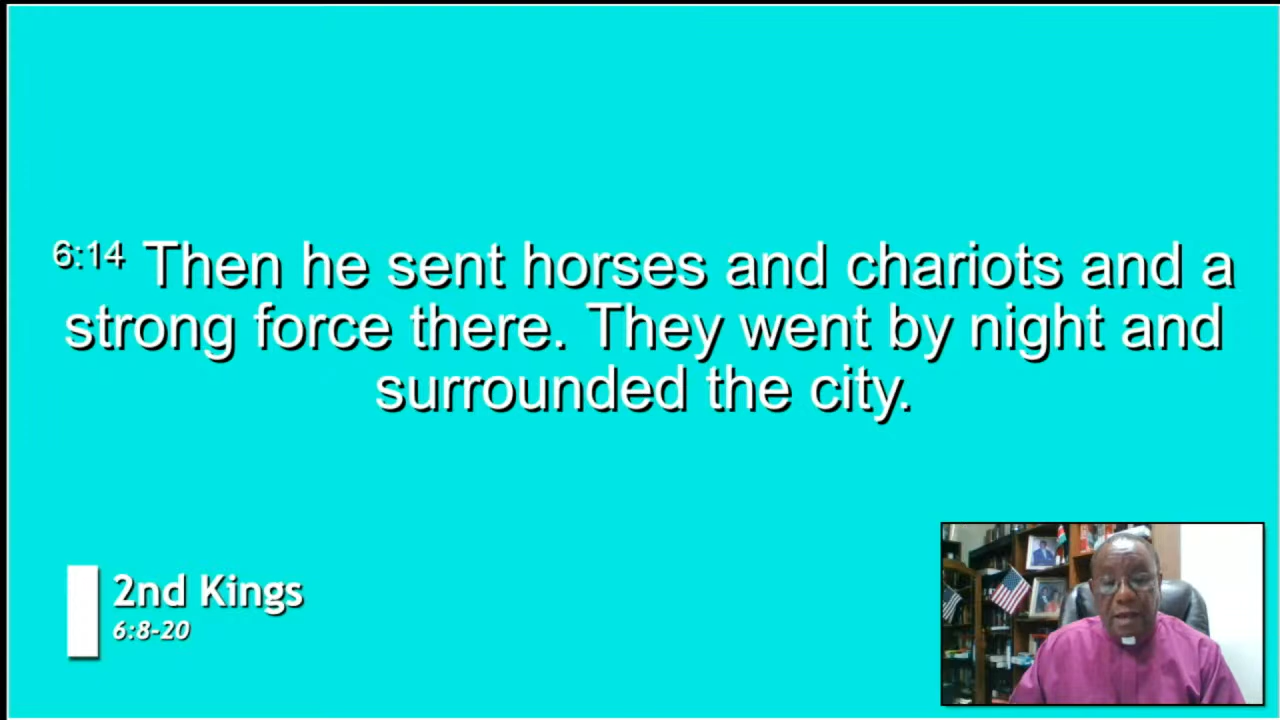 6:14 Then he sent horses and chariots and a
strong force there. They went by night and
surrounded the city.
2nd Kings
6:8-20